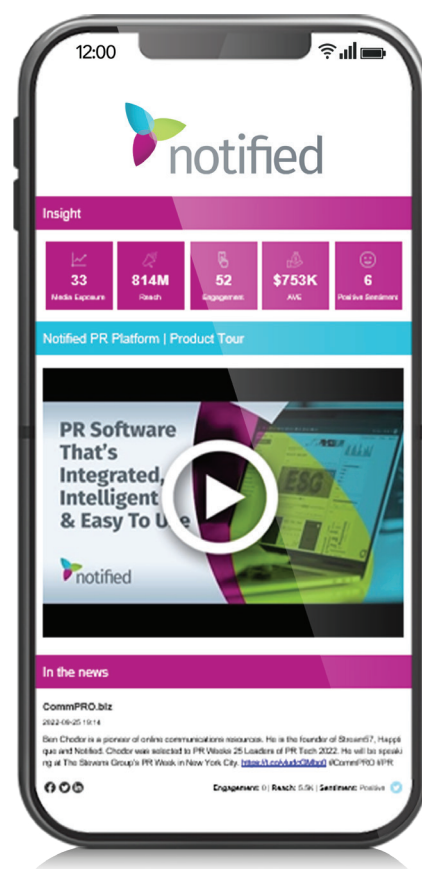 12:00
notified
Insight
33
Media Exposure
814M
Reach
52
Engagement
$753K
AVE
6
Positive Sentiment
Notified PR Platform | Product Tour
PR Software
That's
Integrated,
Intelligent
& Easy To Use
ESG
notified
In the news
CommPRO.biz
2022-09-25 19:14
Ben Chodor is a pioneer of online communications resources. He is the founder of Stream57, Happi
que and Notified. Chodor was selected to PR Weeks 25 Leaders of PR Tech 2022. He will be speaki
ng at The Stevens Group's PR Week in New York City. #CommPRO #PR
Engagement: 0 | Reach: 5.5K | Sentiment: Positive